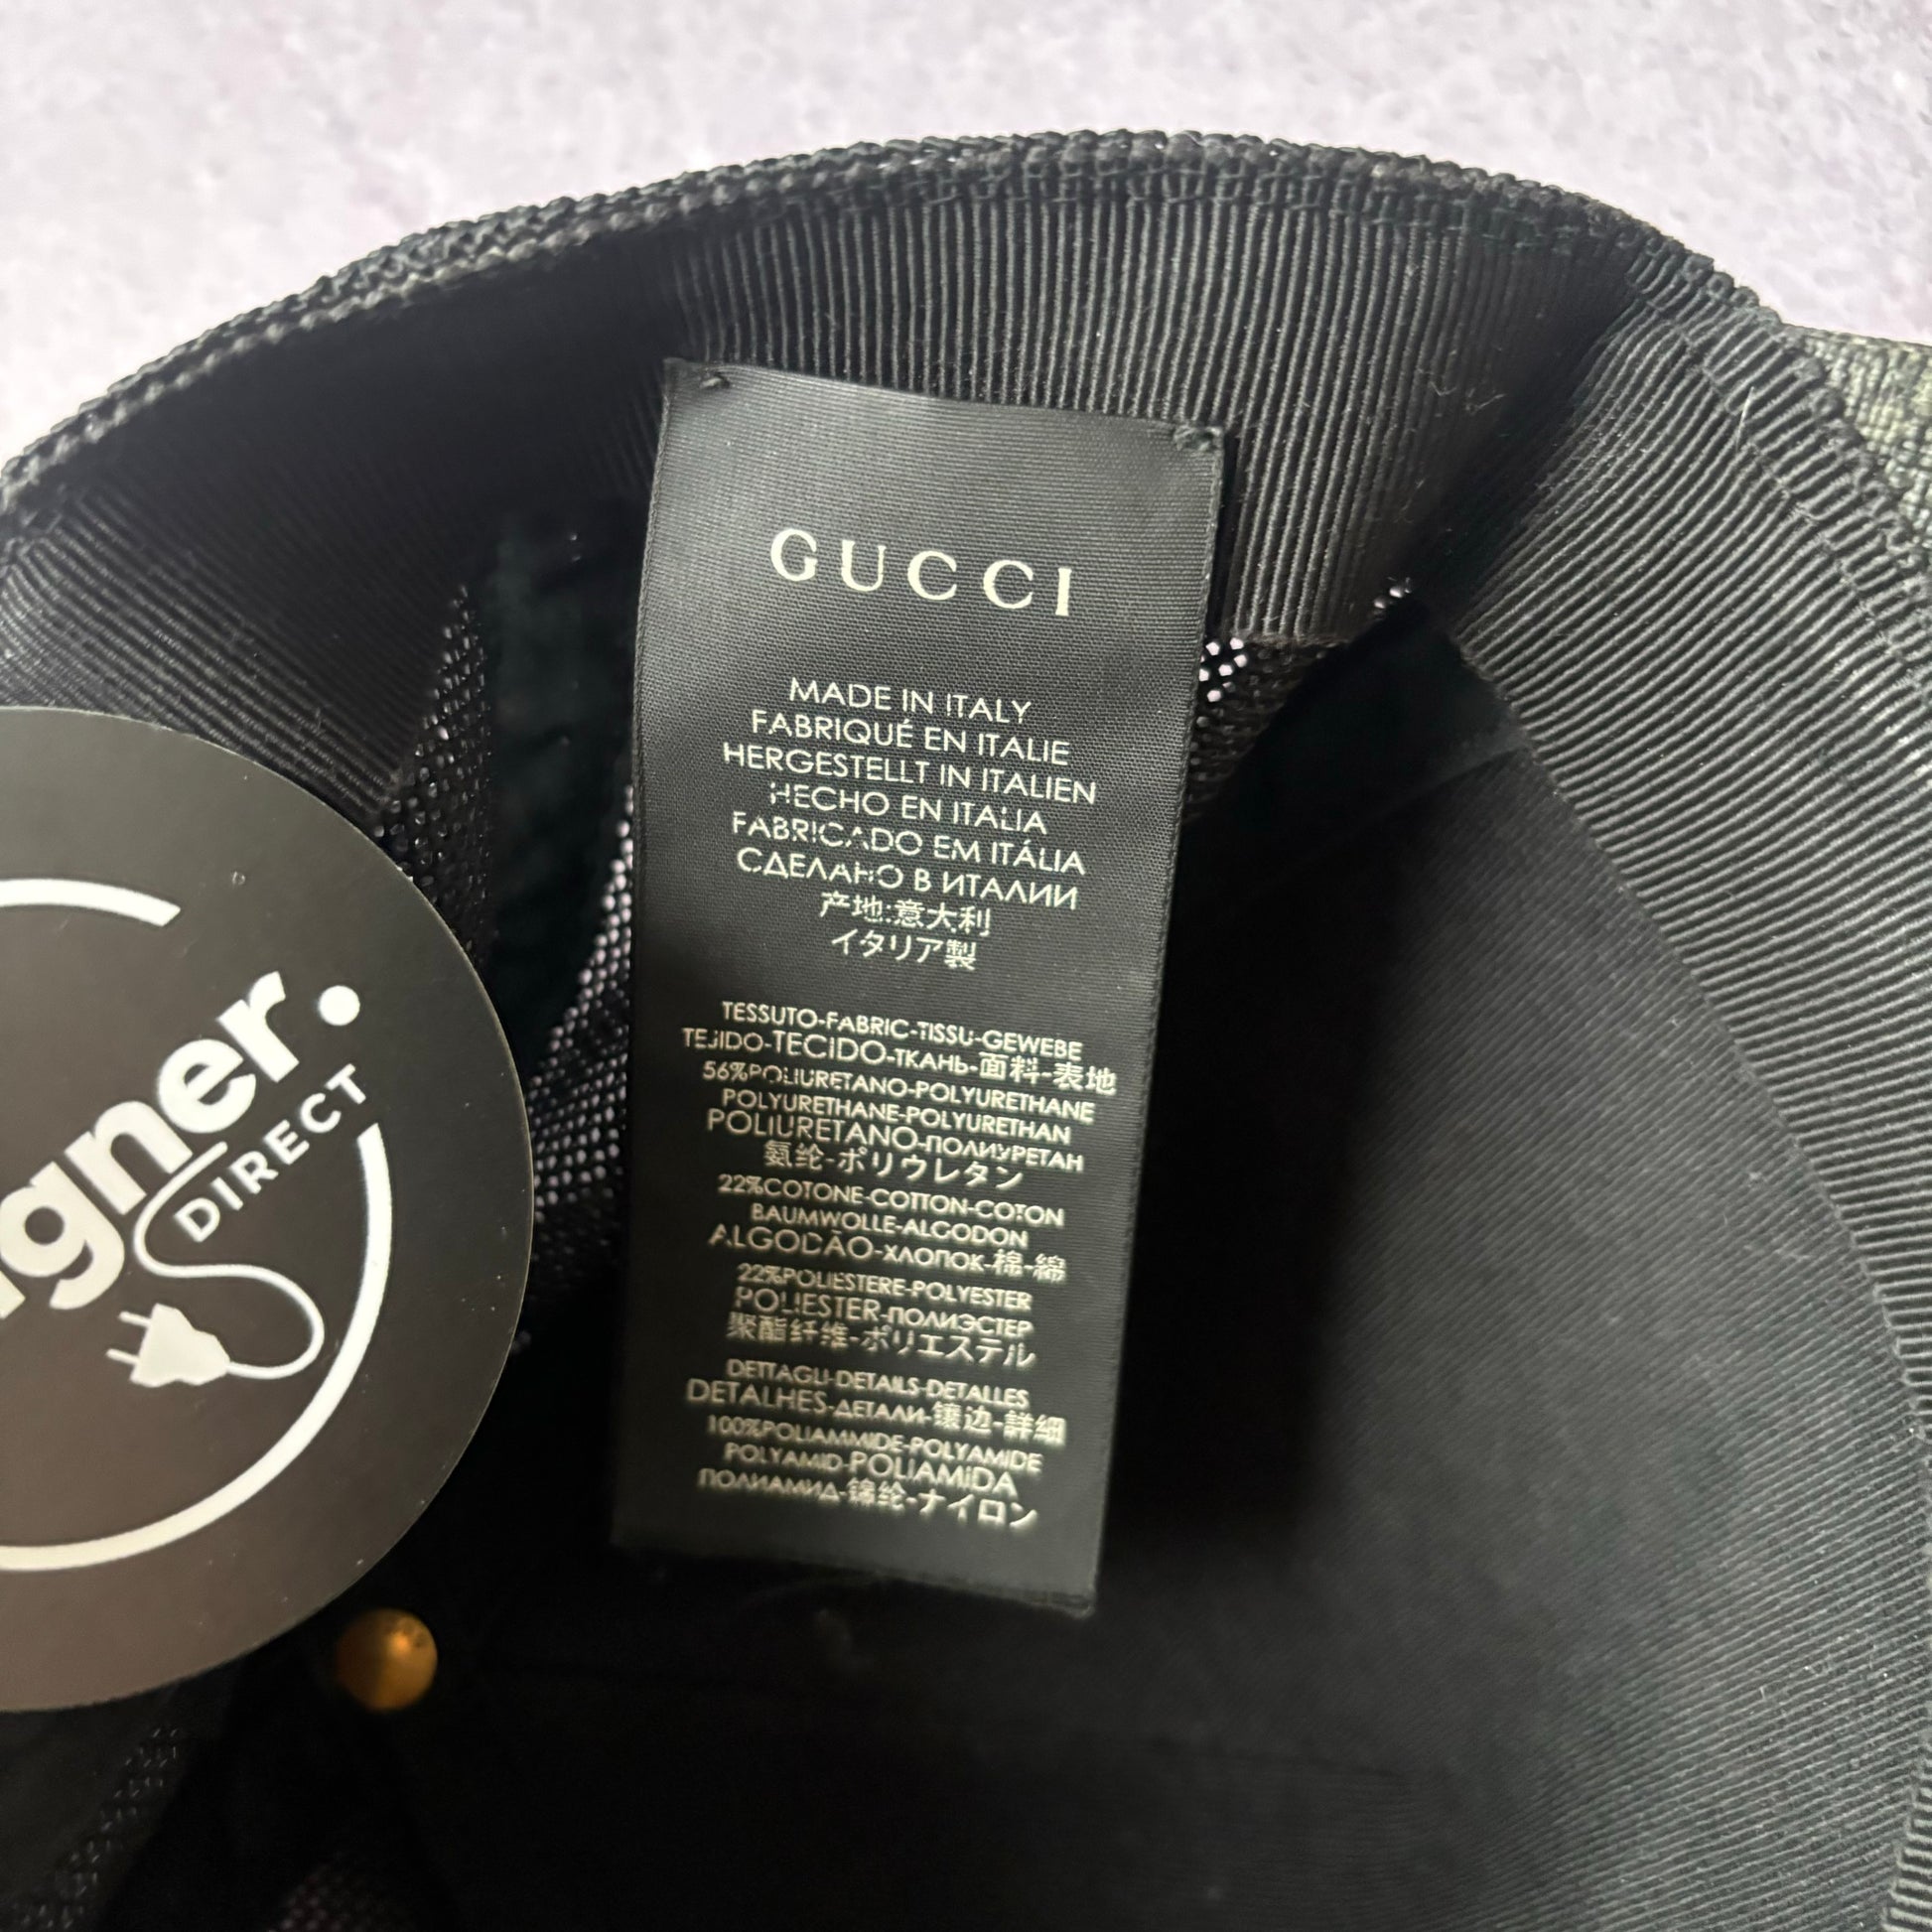 GUCCI
MADE IN ITALY
FABRIQUÉ EN ITALIE
HERGESTELLT IN ITALIEN
HECHO EN ITALIA
FABRICADO EM ITÁLIA
СДЕЛАНО В ИТАЛИИ
产地:意大利
イタリア製
TESSUTO-FABRIC-TISSU-GEWEBE
TEJIDO-TECIDO-ТКАНЬ-面料-表地
56%POLIURETANO-POLYURETHANE
POLYURETHANE-POLYURETHAN
POLIURETANO-ПОЛИУРЕТАН
氨纶-ポリウレタン
22%COTONE-COTTON-COTON
BAUMWOLLE-ALGODON
ALGODÃO-ХЛОПОК-棉-綿
22%POLIESTERE-POLYESTER
POLIESTER-ПОЛИЭСТЕР
聚酯纤维-ポリエステル
DETTAGLI-DETAILS-DETALLES
DETALHES-ДЕТАЛИ-镶边-詳細
100%POLIAMMIDE-POLYAMIDE
POLYAMID-POLIAMIDA
ПОЛИАМИД-锦纶-ナイロン
igner.
DIRECT